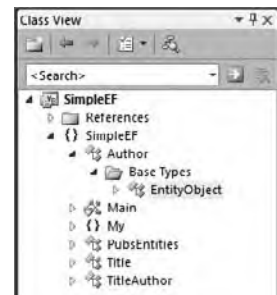 Class View
<Search>
SimpleEF
References
{} SimpleEF
Author
Base Types
EntityObject
Main
{} My
PubsEntities
Title
TitleAuthor